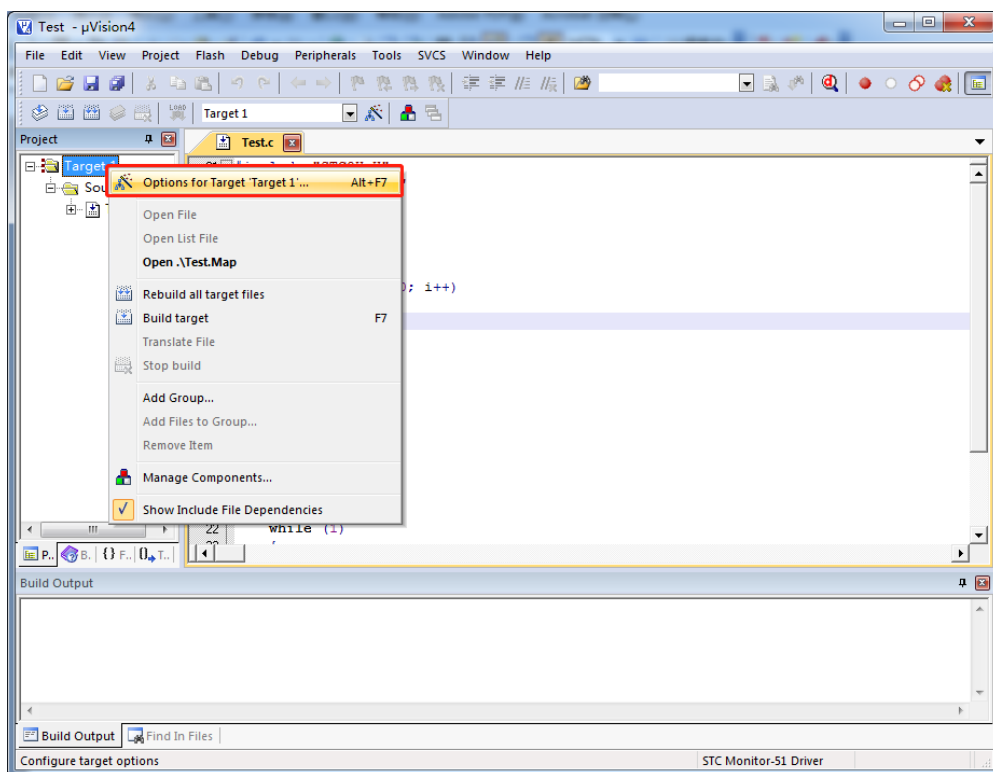 Test - µVision4
File Edit View Project Flash Debug Peripherals Tools SVCS Window Help
LOAD Target 1
Project
Test.c
Target
Options for Target 'Target 1'... Alt+F7
Sou
Open File
Open List File
Open .\Test.Map
; i++)
Rebuild all target files
Build target F7
Translate File
Stop build
Add Group...
Add Files to Group...
Remove Item
Manage Components...
Show Include File Dependencies
22 while (1)
P.. B.. {} F.. 0 T..
Build Output
Build Output Find In Files
Configure target options STC Monitor-51 Driver